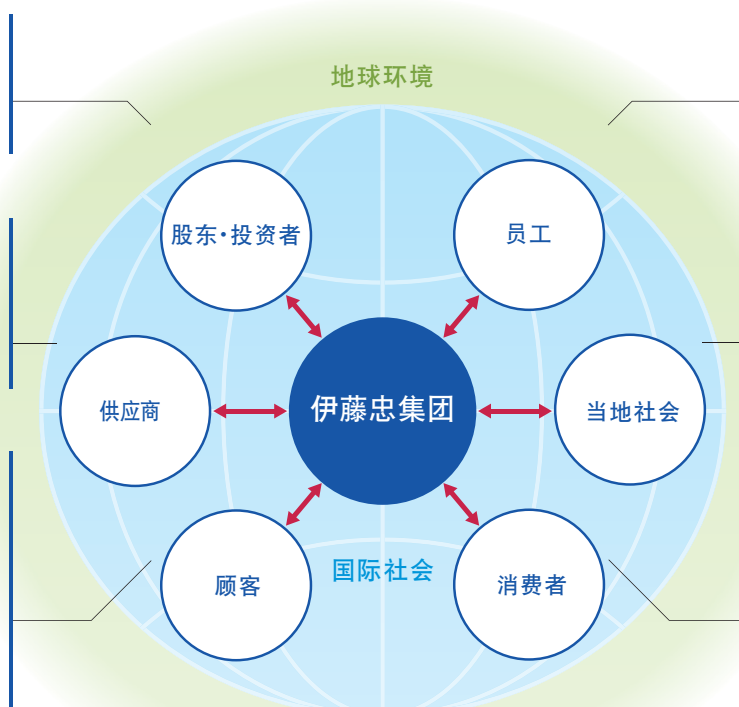 地球环境
股东·投资者
员工
供应商
伊藤忠集团
当地社会
顾客
国际社会
消费者